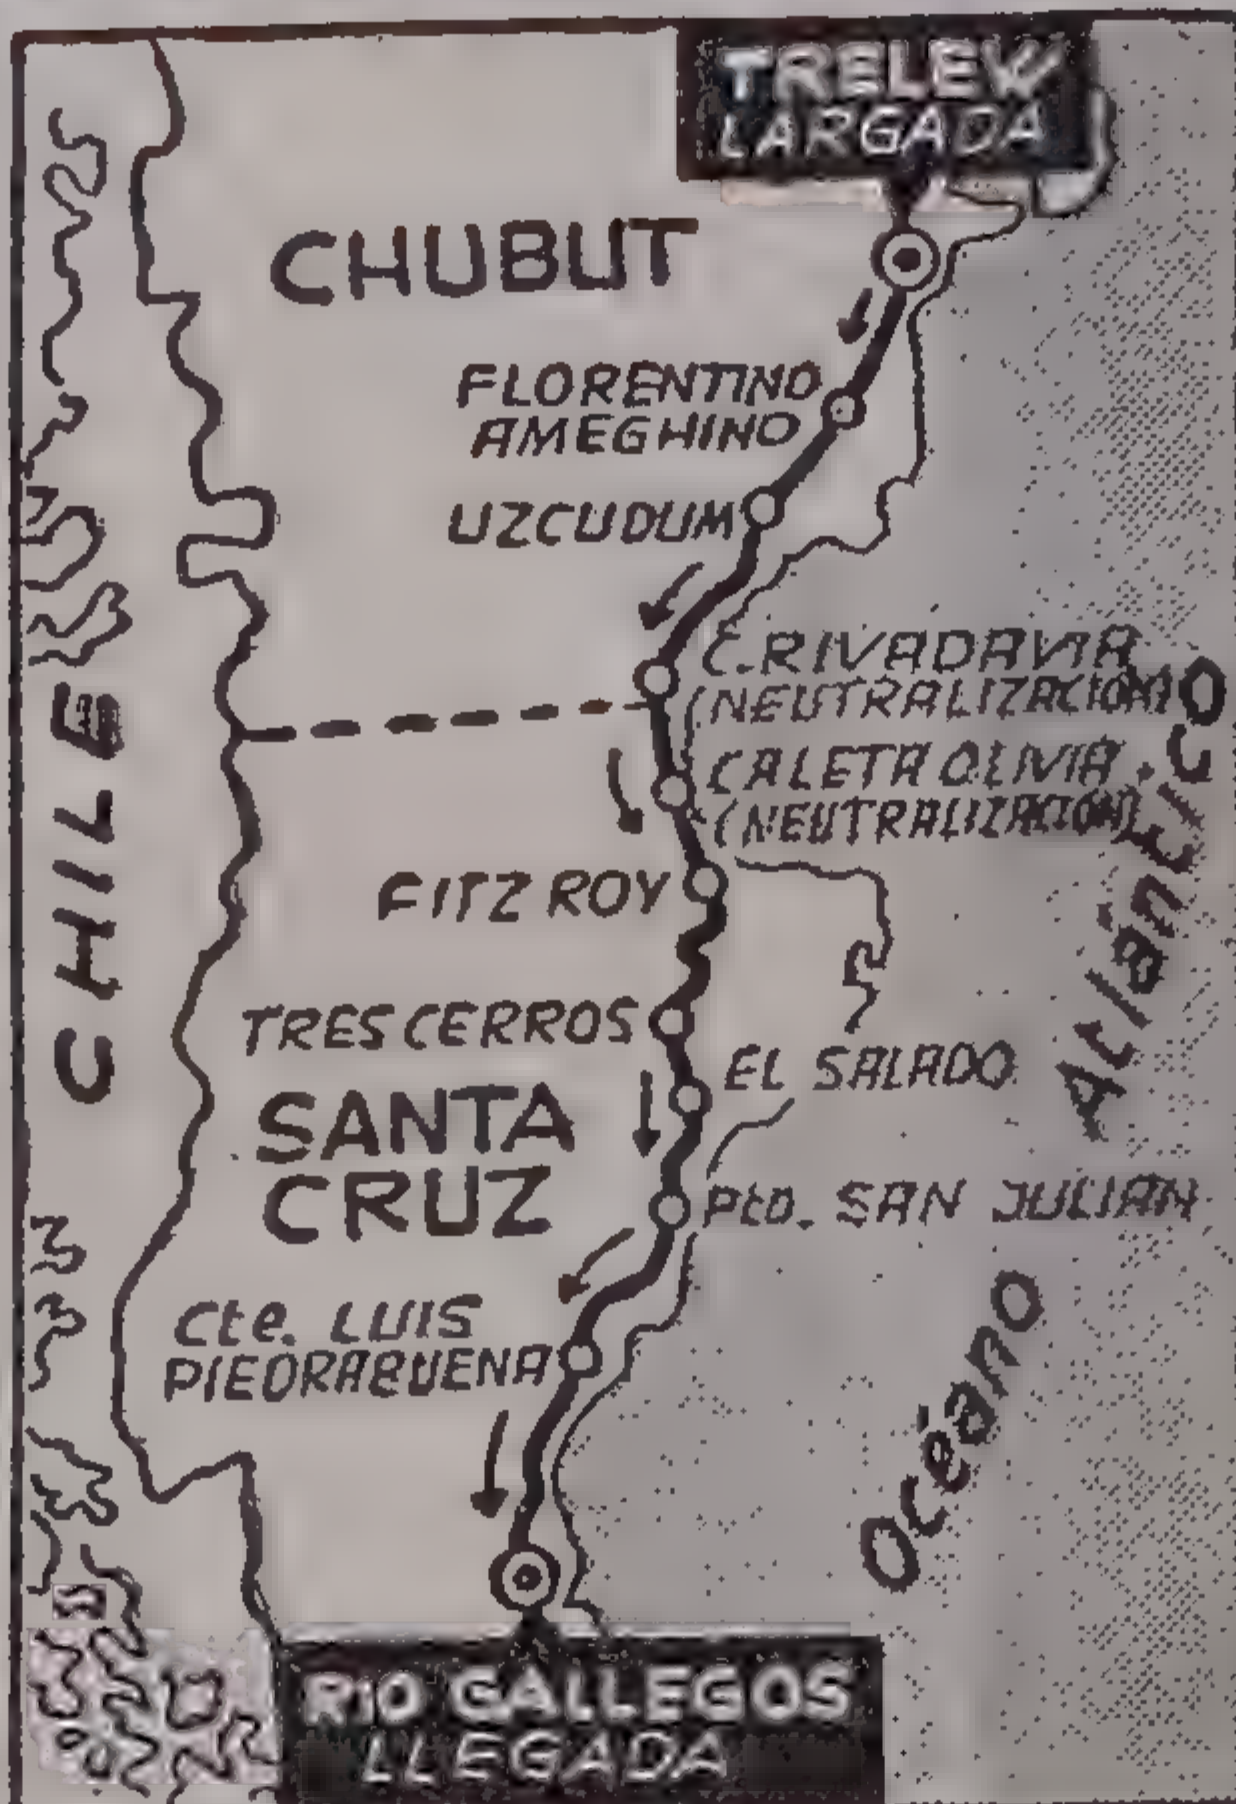 TRELEW
LARGADA
CHUBUT
FLORENTINO
AMEGHINO
UZCUDUM
C. RIVADAVIA
(NEUTRALIZACION)
CALETA OLIVIA
(NEUTRALIZACION)
FITZ ROY
TRES CERROS
EL SALADO
SANTA
CRUZ
Pto. SAN JULIAN
Cte. LUIS
PIEDRABUENA
RIO GALLEGOS
LLEGADA
CHILE
Océano Atlántico